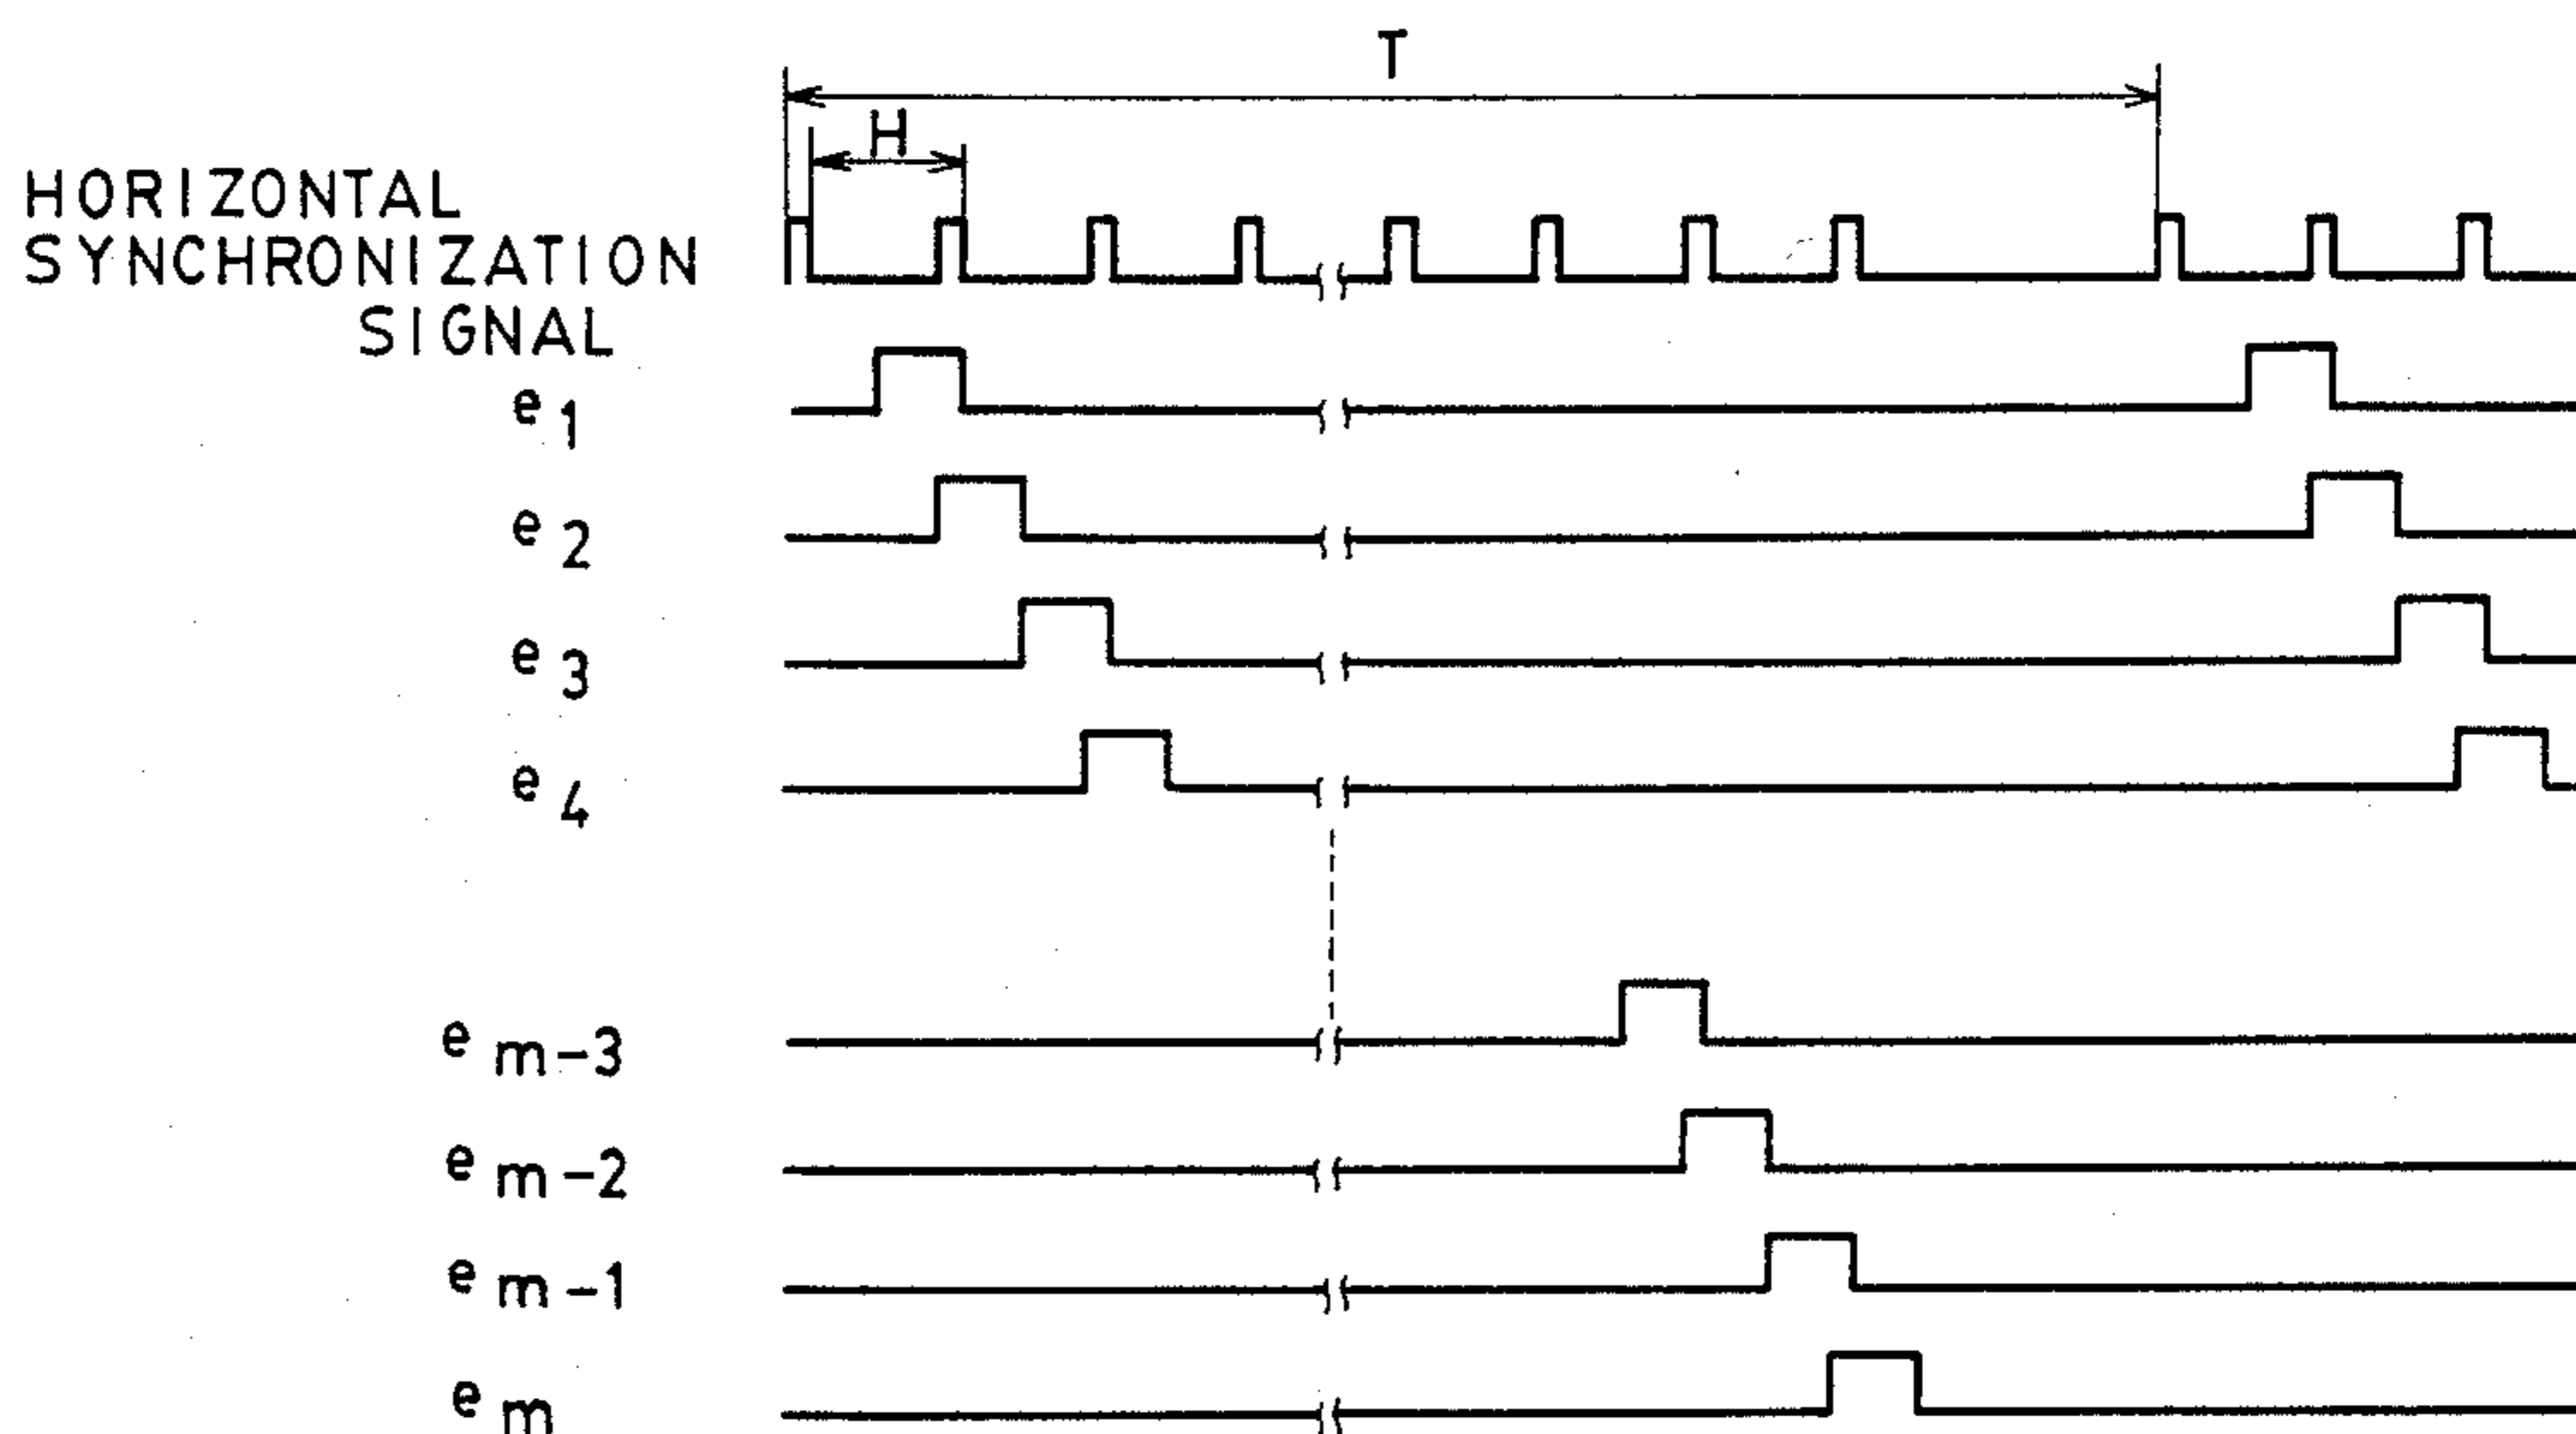 T
H
HORIZONTAL
SYNCHRONIZATION
SIGNAL
e 1
e 2
e 3
e 4
e m-3
e m-2
e m-1
e m